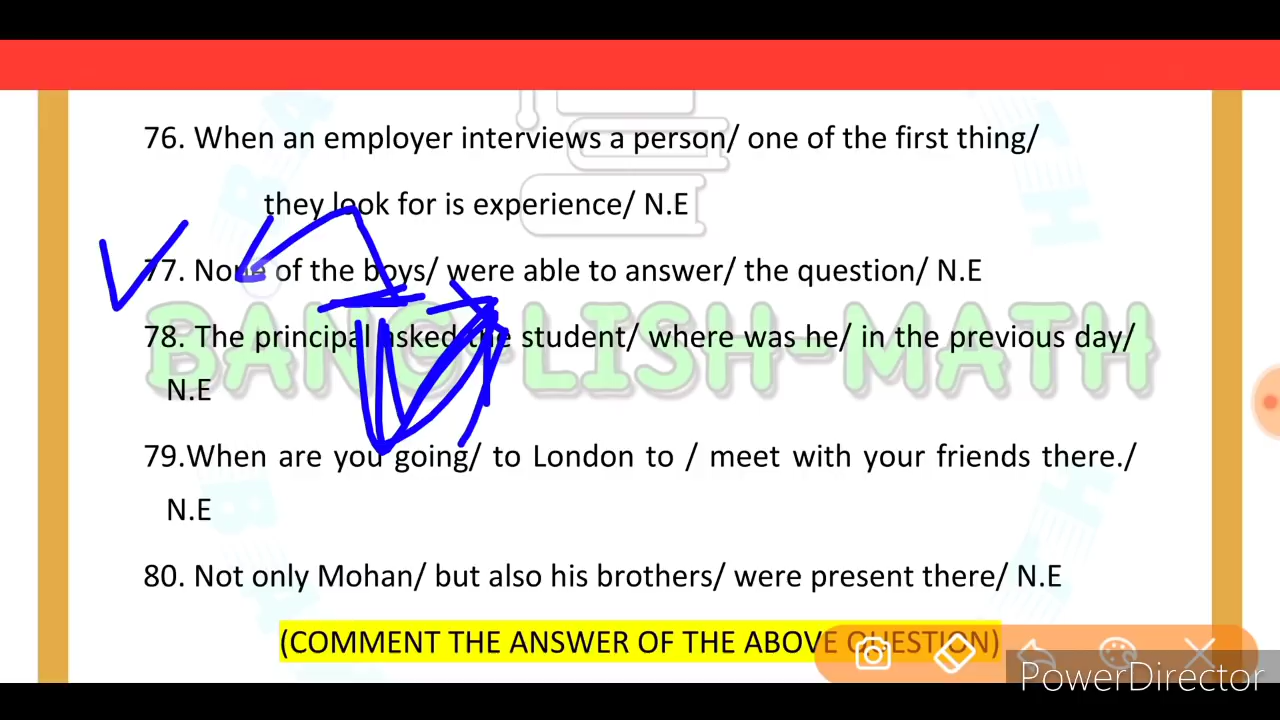 76. When an employer interviews a person/ one of the first thing/
they look for is experience/ N.E
77. None of the boys/ were able to answer/ the question/ N.E
78. The principal asked the student/ where was he/ in the previous day/
N.E
BANG-LISH-MATH
79.When are you going/ to London to / meet with your friends there./
N.E
80. Not only Mohan/ but also his brothers/ were present there/ N.E
(COMMENT THE ANSWER OF THE ABOVE QUESTION)
PowerDirector